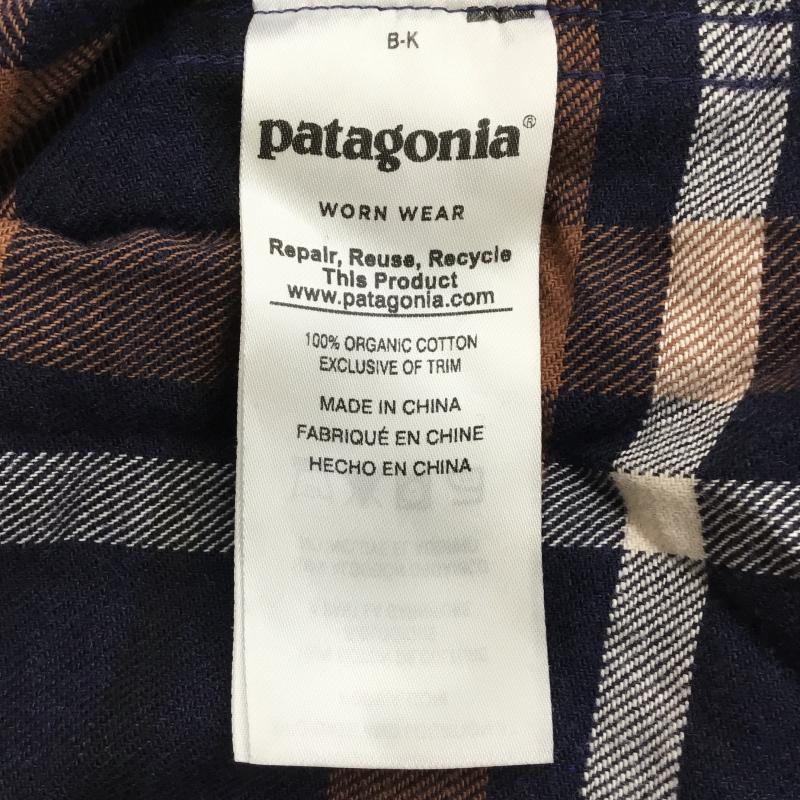 B-K
patagonia®
WORN WEAR
Repair, Reuse, Recycle
This Product
www.patagonia.com
100% ORGANIC COTTON
EXCLUSIVE OF TRIM
MADE IN CHINA
FABRIQUÉ EN CHINE
HECHO EN CHINA